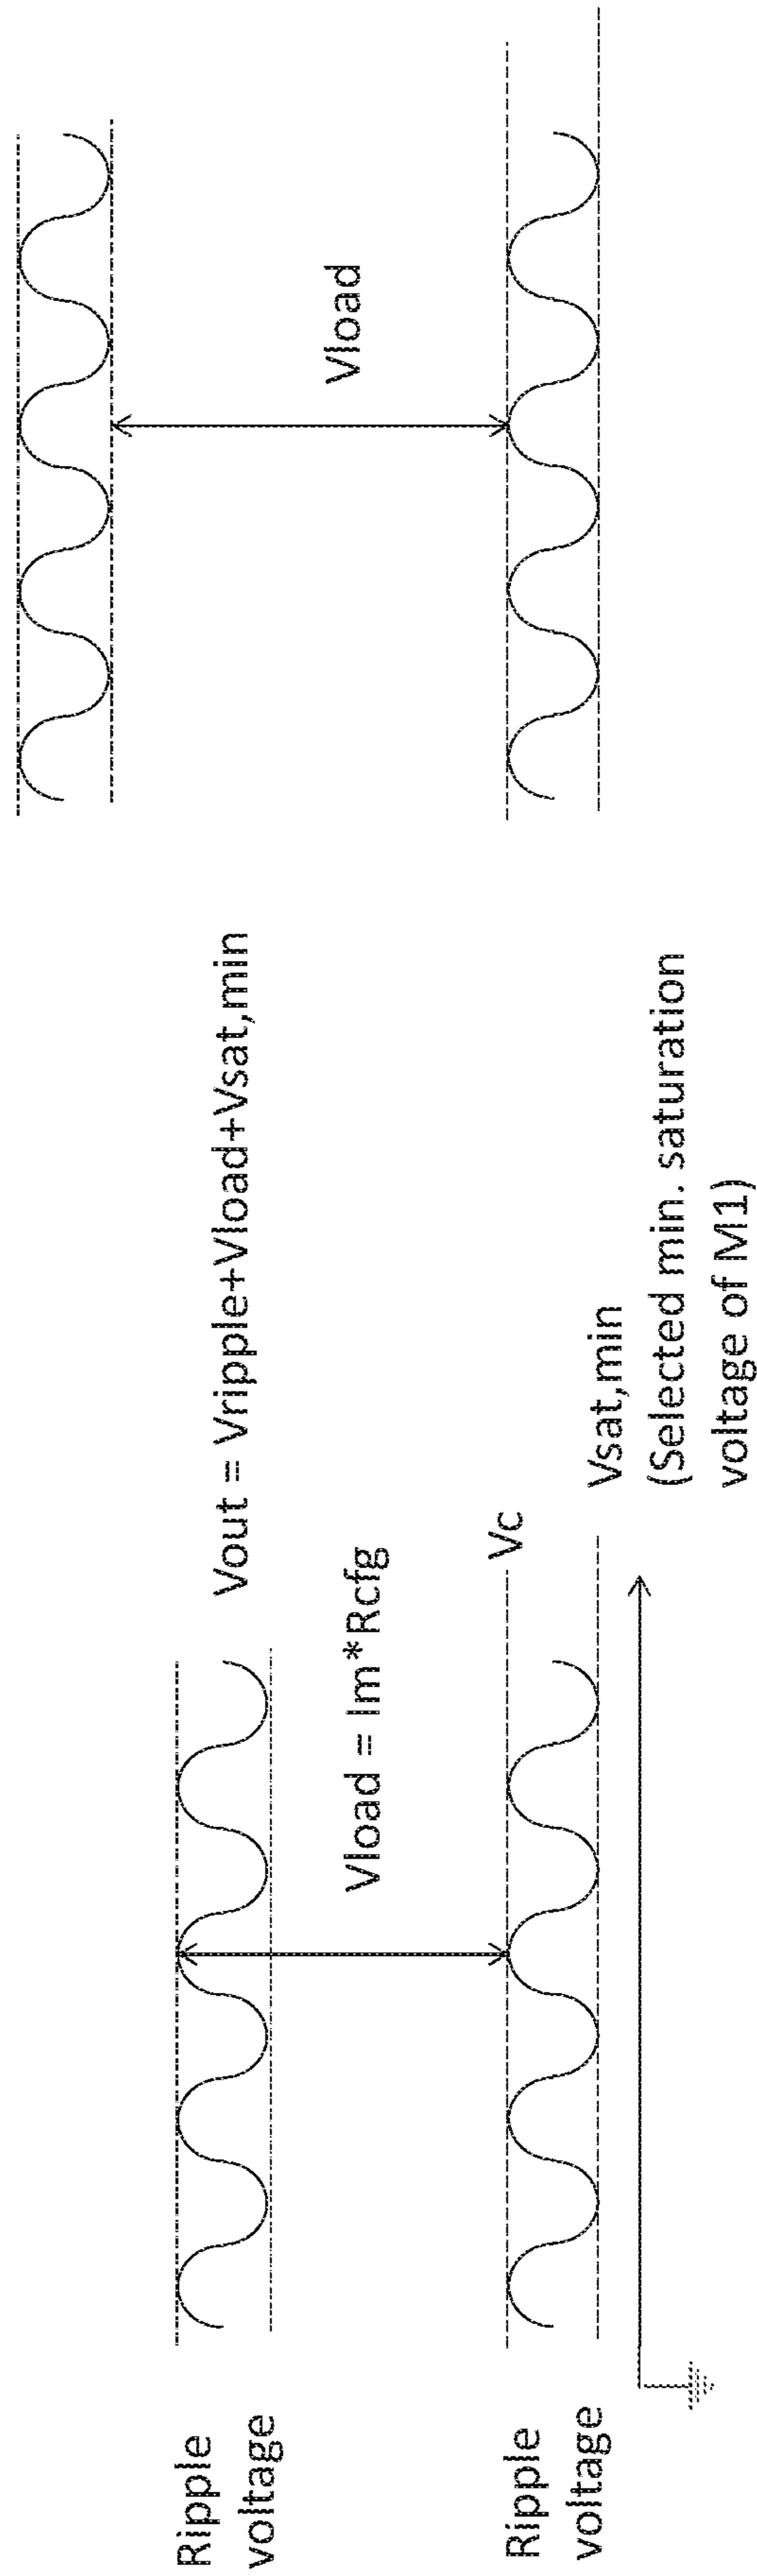 Ripple
voltage
Vout = Vripple+Vload+Vsat,min
Vload = Im*Rcfg
Vload
Ripple
voltage
Vc
Vsat,min
(Selected min. saturation
voltage of M1)